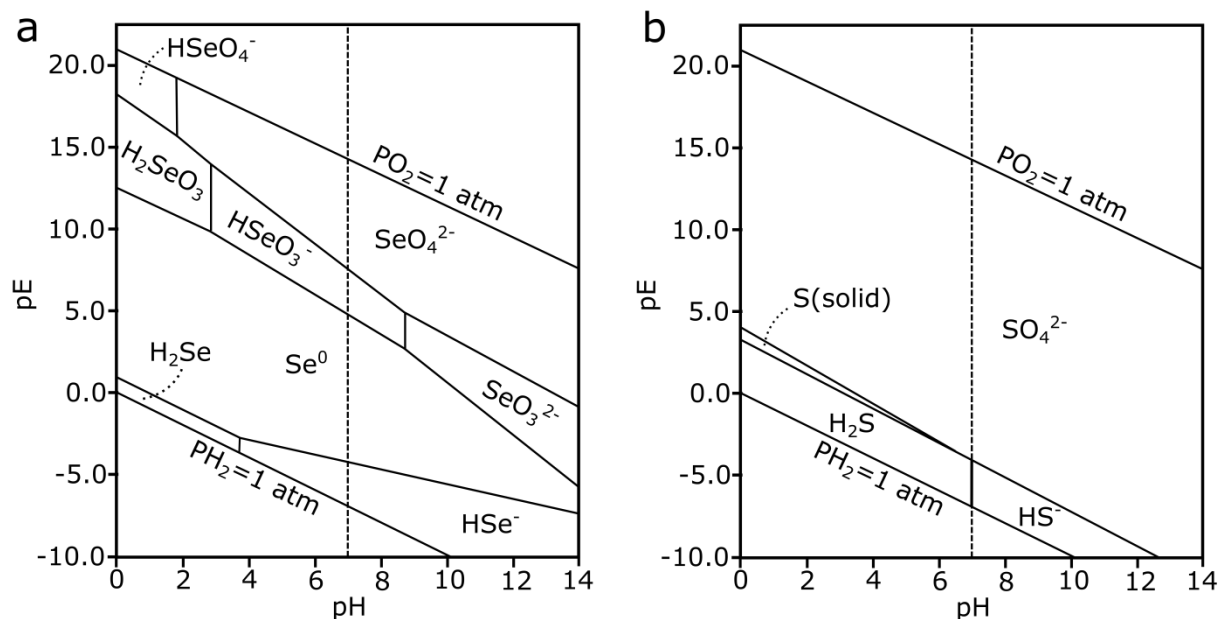 a
HSeO₄⁻
20.0
15.0
10.0
5.0
0.0
-5.0
-10.0
pE
H₂SeO₃
HSeO₃⁻
PO₂=1 atm
SeO₄²⁻
H₂Se
Se⁰
SeO₃²⁻
PH₂=1 atm
HSe⁻
0 2 4 6 8 10 12 14
pH
b
20.0
15.0
10.0
5.0
0.0
-5.0
-10.0
pE
PO₂=1 atm
S(solid)
SO₄²⁻
H₂S
PH₂=1 atm
HS⁻
0 2 4 6 8 10 12 14
pH